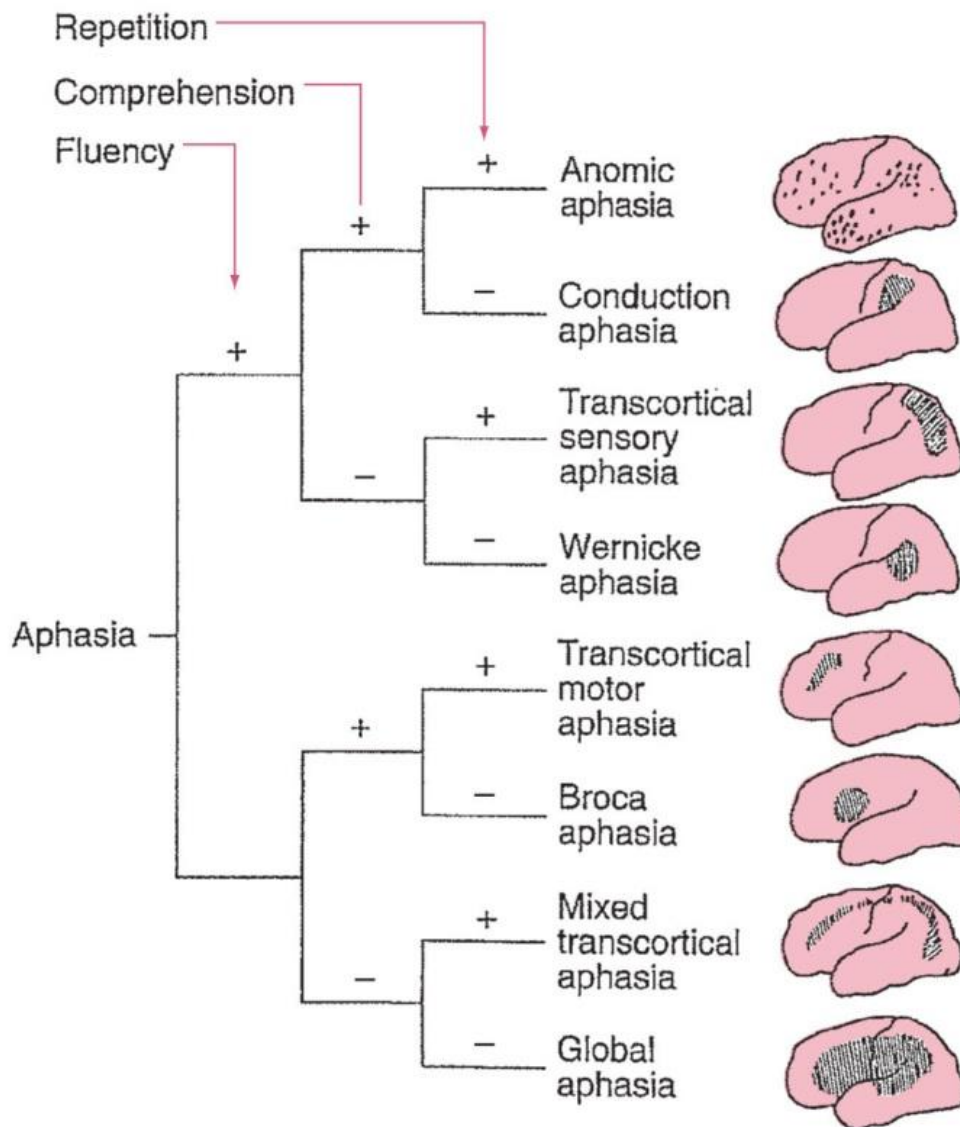 Repetition
Comprehension
Fluency
+
Anomic
aphasia
+
−
Conduction
aphasia
+
+
Transcortical
sensory
aphasia
−
−
Wernicke
aphasia
Aphasia
+
Transcortical
motor
aphasia
+
−
Broca
aphasia
+
Mixed
transcortical
aphasia
−
−
Global
aphasia